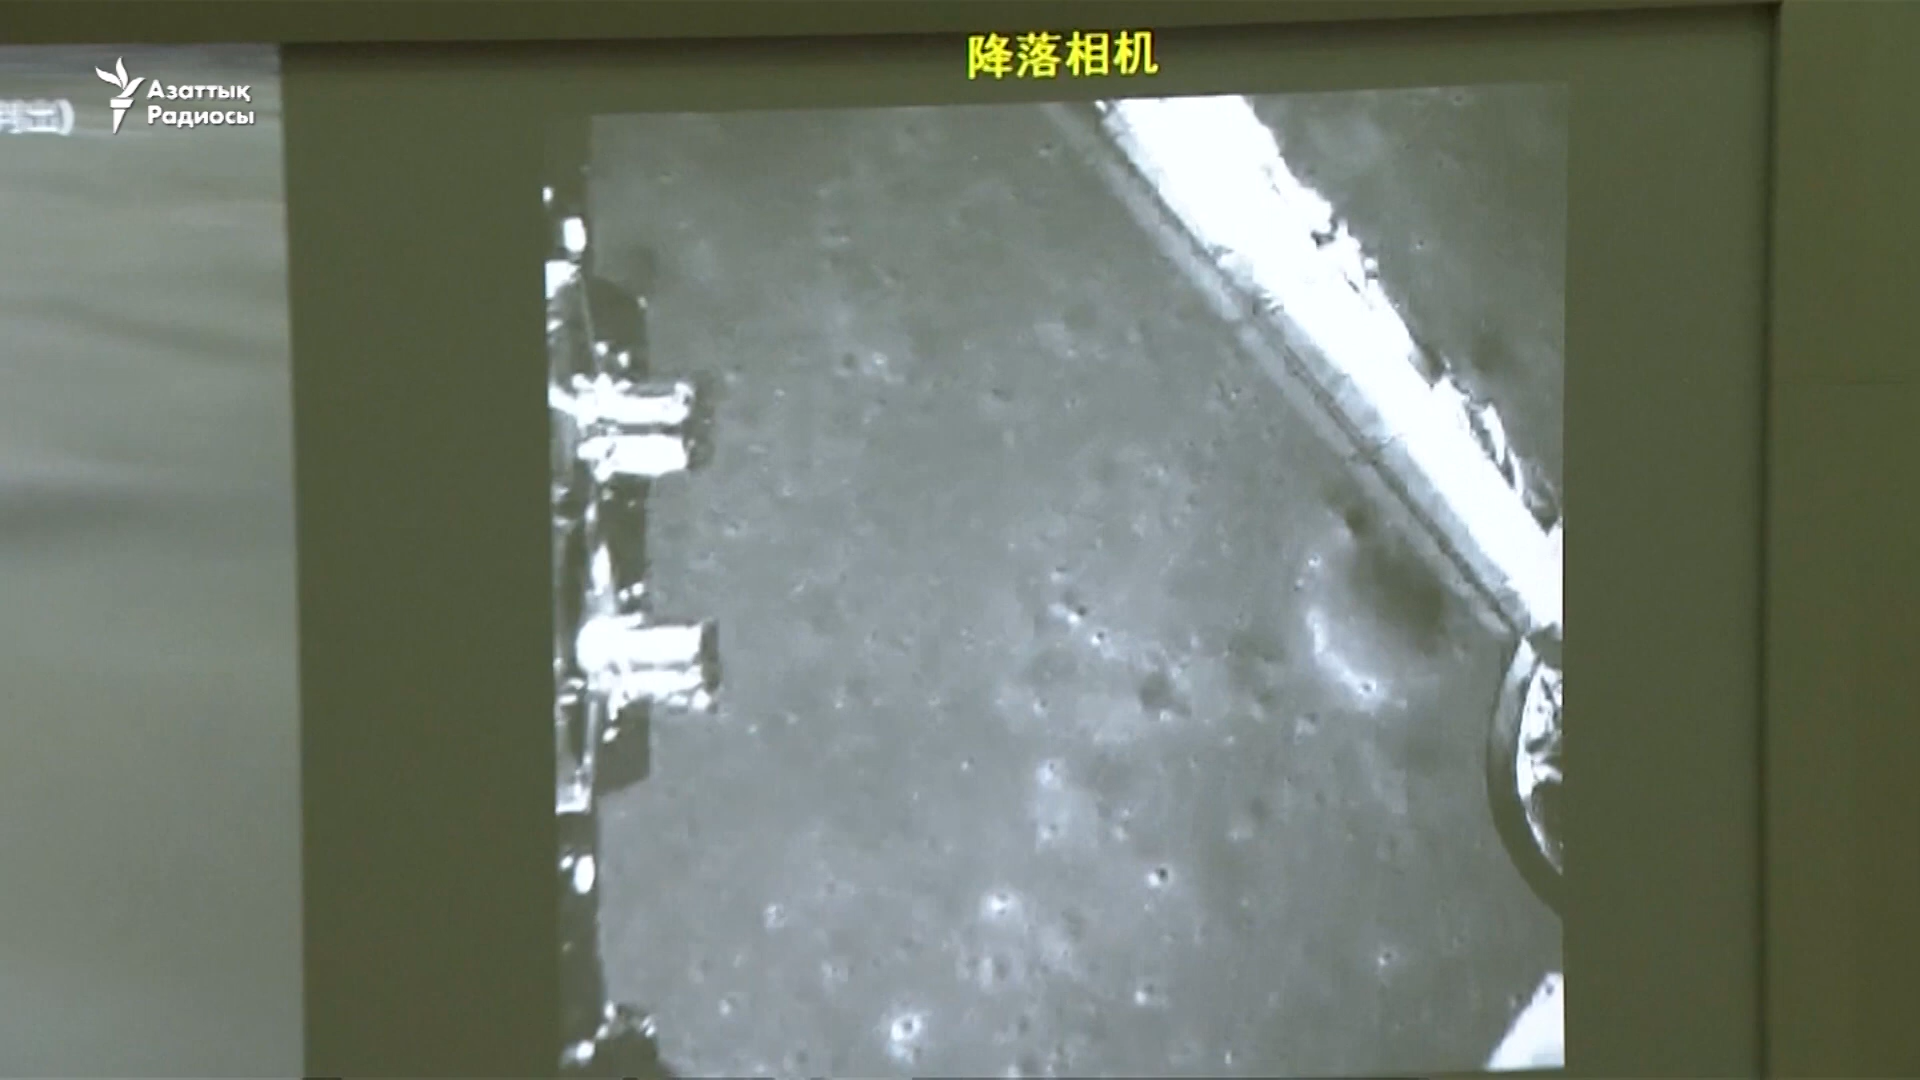 降落相机
Азаттық
Радиосы